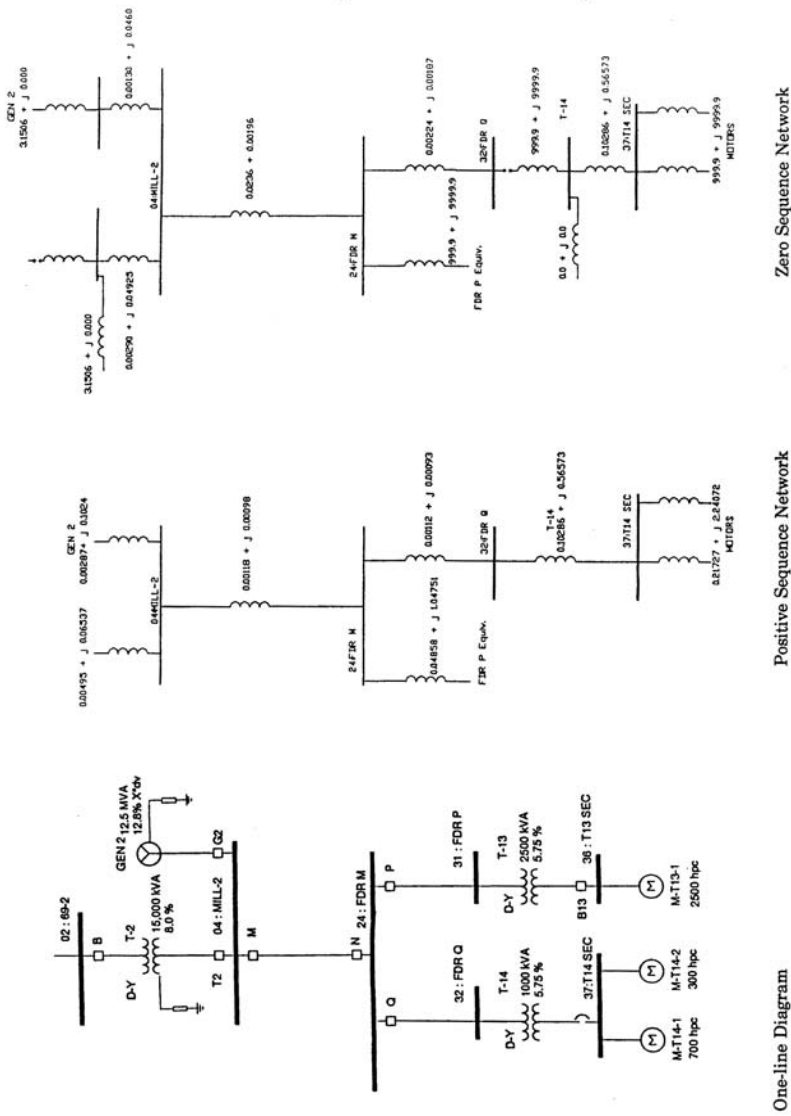 GEN 2
3.1506 + J 0.000
0.00130 + J 0.0460
3.1506 + J 0.000
0.00290 + J 0.04925
04:MILL-2
0.0236 + 0.00196
24:FDR M
999.9 + J 9999.9
FDR P Equiv.
0.00224 + J 0.00187
32:FDR Q
999.9 + J 9999.9
T-14
0.0 + J 0.0
0.10286 + J 0.56573
37:T14 SEC
999.9 + J 9999.9
MOTORS
Zero Sequence Network
0.00495 + J 0.06537
GEN 2
0.00287+ J 0.1024
04:MILL-2
0.00118 + J 0.00098
24:FDR M
0.04858 + J 1.04751
FDR P Equiv.
0.00112 + J 0.00093
32:FDR Q
T-14
0.10286 + J 0.56573
37:T14 SEC
0.21727 + J 2.24072
MOTORS
Positive Sequence Network
02 : 69-2
B
T-2
D-Y
15,000 kVA
8.0 %
GEN 2
12.5 MVA
12.8% X"dv
T2
04 : MILL-2
G2
M
N
24 : FDR M
Q
P
32 : FDR Q
31 : FDR P
T-14
D-Y
1000 kVA
5.75 %
T-13
D-Y
2500 kVA
5.75 %
37:T14 SEC
B13
36 : T13 SEC
M
M
M
M-T14-1
700 hpc
M-T14-2
300 hpc
M-T13-1
2500 hpc
One-line Diagram